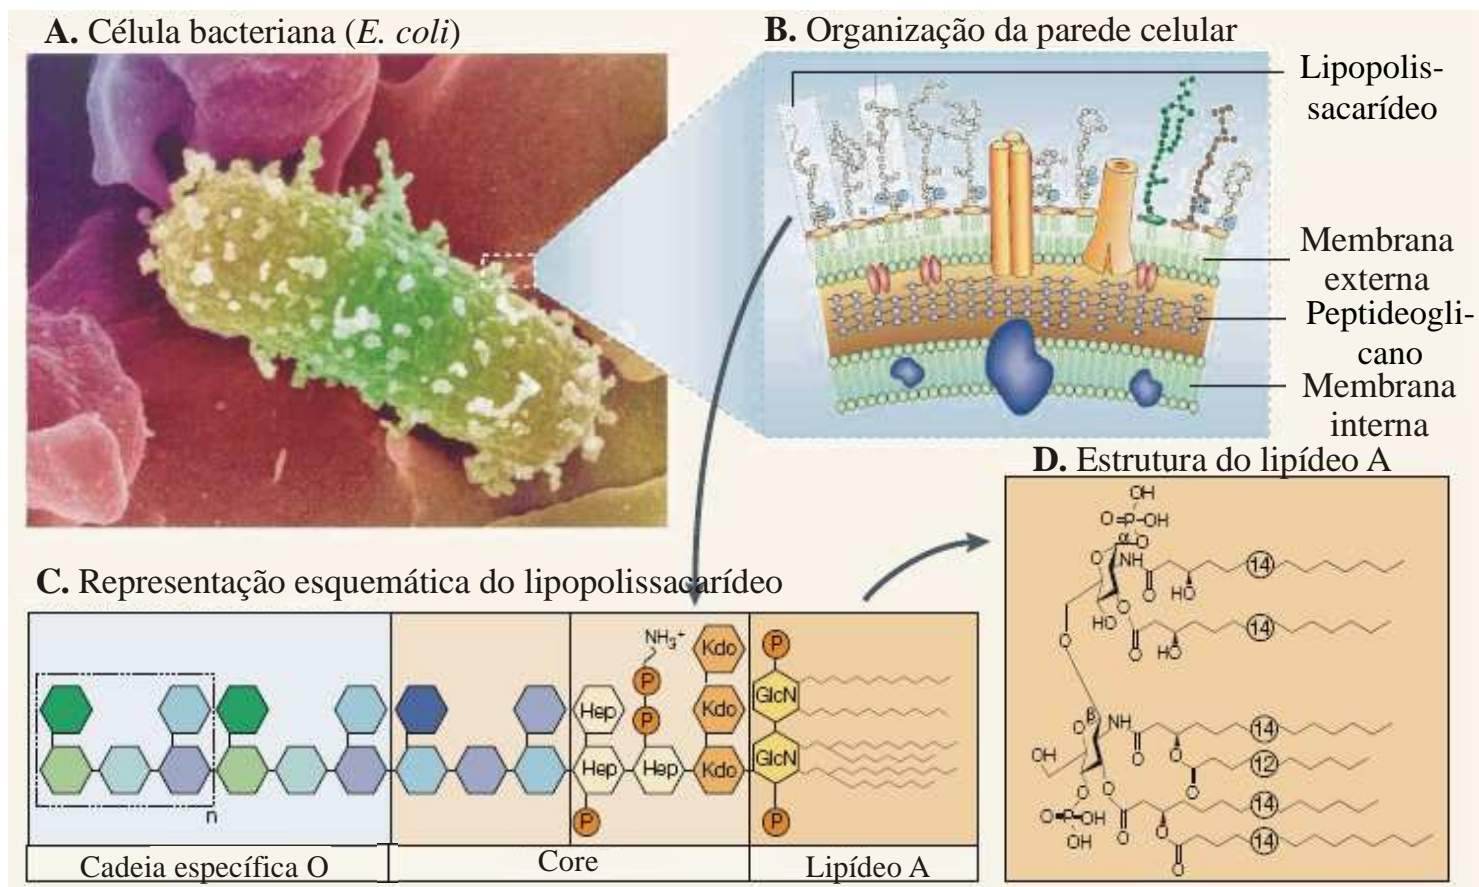 A. Célula bacteriana (E. coli)
B. Organização da parede celular
Lipopolis-
sacarídeo
Membrana
externa
Peptideogli-
cano
Membrana
interna
D. Estrutura do lipídeo A
OH
O=P-OH
α
O
O
NH
O
HO
O
HO
O
HO
O
14
14
β
NH
O
O
OH
O
O
O
O
O
O
O
O=P-OH
OH
14
12
14
14
C. Representação esquemática do lipopolissacarídeo
NH3+
P
P
Hep
Hep
Hep
P
Kdo
Kdo
Kdo
P
GlcN
GlcN
P
n
Cadeia específica O
Core
Lipídeo A